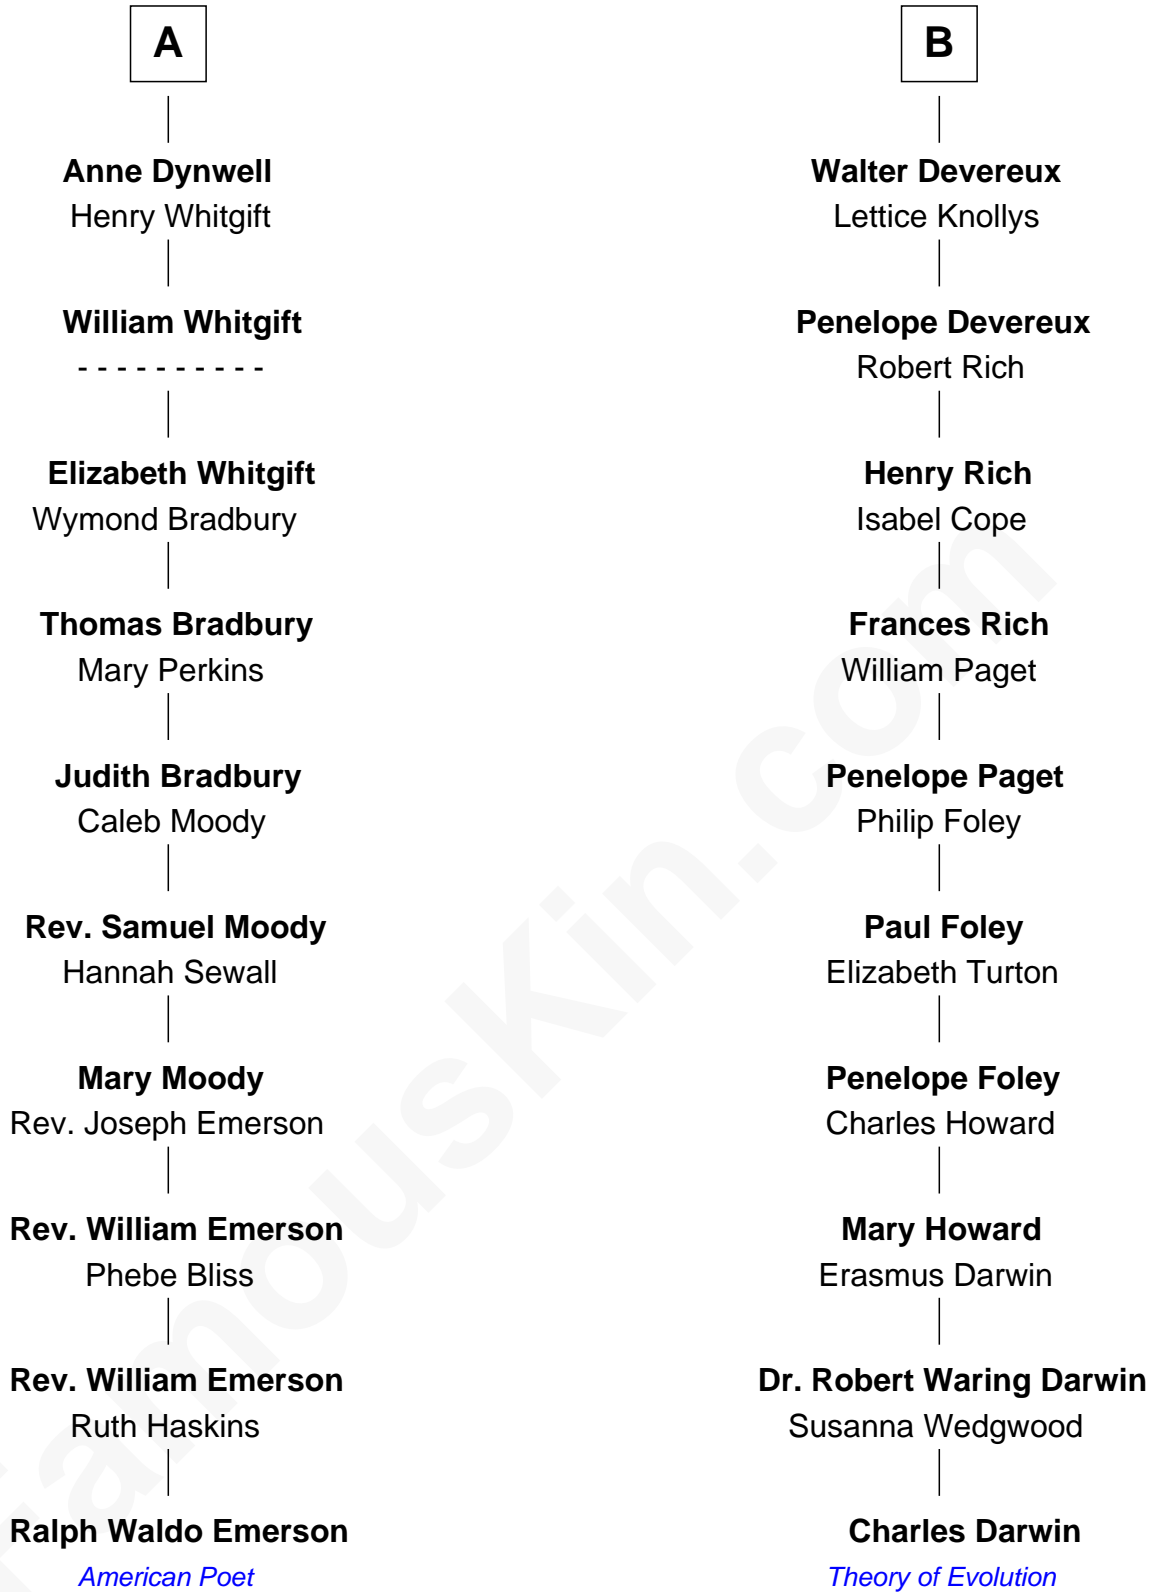 A
Anne Dynwell
Henry Whitgift
William Whitgift
- - - - - - - - - -
Elizabeth Whitgift
Wymond Bradbury
Thomas Bradbury
Mary Perkins
Judith Bradbury
Caleb Moody
Rev. Samuel Moody
Hannah Sewall
Mary Moody
Rev. Joseph Emerson
Rev. William Emerson
Phebe Bliss
Rev. William Emerson
Ruth Haskins
Ralph Waldo Emerson
American Poet
B
Walter Devereux
Lettice Knollys
Penelope Devereux
Robert Rich
Henry Rich
Isabel Cope
Frances Rich
William Paget
Penelope Paget
Philip Foley
Paul Foley
Elizabeth Turton
Penelope Foley
Charles Howard
Mary Howard
Erasmus Darwin
Dr. Robert Waring Darwin
Susanna Wedgwood
Charles Darwin
Theory of Evolution
FamousKin.com